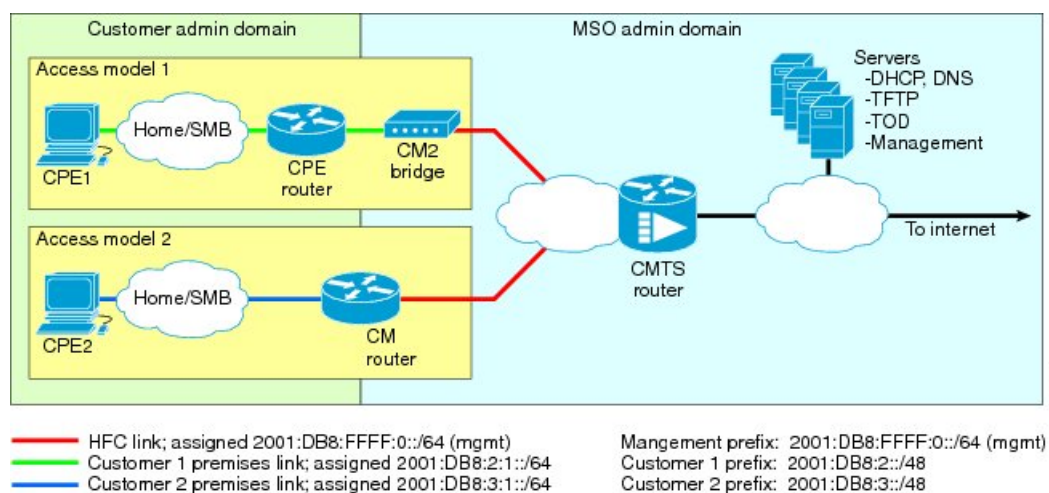 Customer admin domain
MSO admin domain
Access model 1
Servers
-DHCP, DNS
-TFTP
-TOD
-Management
Home/SMB
CPE1
CPE
router
CM2
bridge
To internet
CMTS
router
Access model 2
Home/SMB
CPE2
CM
router
HFC link; assigned 2001:DB8:FFFF:0::/64 (mgmt)
Customer 1 premises link; assigned 2001:DB8:2:1::/64
Customer 2 premises link; assigned 2001:DB8:3:1::/64
Mangement prefix: 2001:DB8:FFFF:0::/64 (mgmt)
Customer 1 prefix: 2001:DB8:2::/48
Customer 2 prefix: 2001:DB8:3::/48